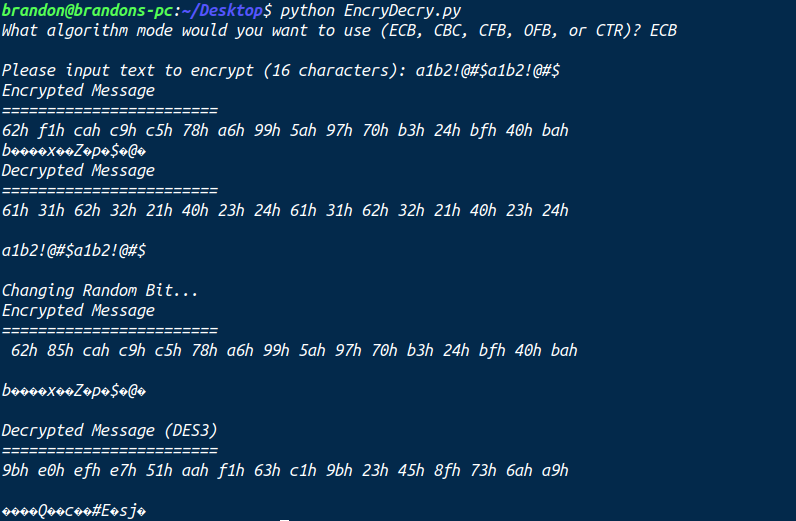 brandon@brandons-pc:~/Desktop$ python EncryDecry.py
What algorithm mode would you want to use (ECB, CBC, CFB, OFB, or CTR)? ECB
Please input text to encrypt (16 characters): a1b2!@#$a1b2!@#$
Encrypted Message
========================
62h f1h cah c9h c5h 78h a6h 99h 5ah 97h 70h b3h 24h bfh 40h bah
b����x��Z�p�$�@�
Decrypted Message
========================
61h 31h 62h 32h 21h 40h 23h 24h 61h 31h 62h 32h 21h 40h 23h 24h
a1b2!@#$a1b2!@#$
Changing Random Bit...
Encrypted Message
========================
62h 85h cah c9h c5h 78h a6h 99h 5ah 97h 70h b3h 24h bfh 40h bah
b����x��Z�p�$�@�
Decrypted Message (DES3)
========================
9bh e0h efh e7h 51h aah f1h 63h c1h 9bh 23h 45h 8fh 73h 6ah a9h
����Q��c��#E�sj�